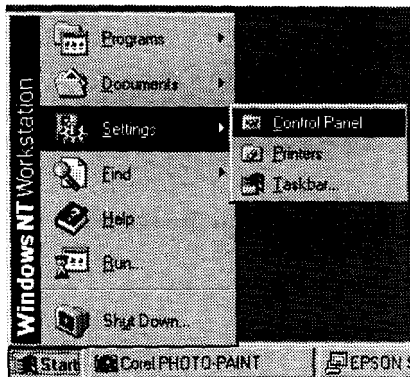 Windows NT Workstation
Programs
Documents
Settings
Find
Help
Run...
Shut Down...
Control Panel
Printers
Taskbar...
Start
Corel PHOTO-PAINT
EPSON